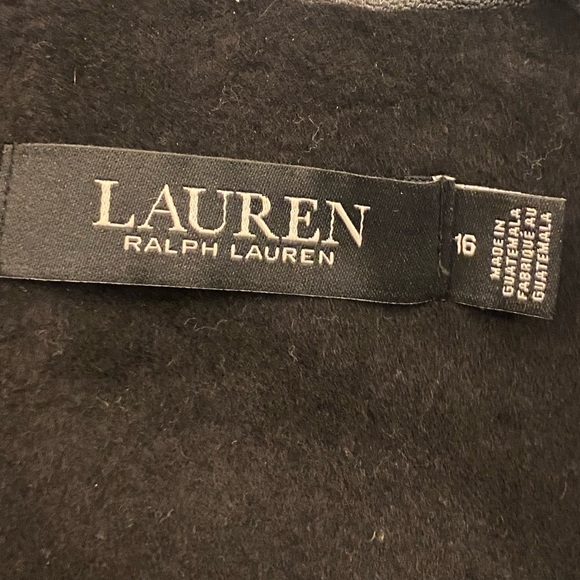 LAUREN
RALPH LAUREN
16
MADE IN
GUATEMALA
FABRIQUÉ AU
GUATEMALA